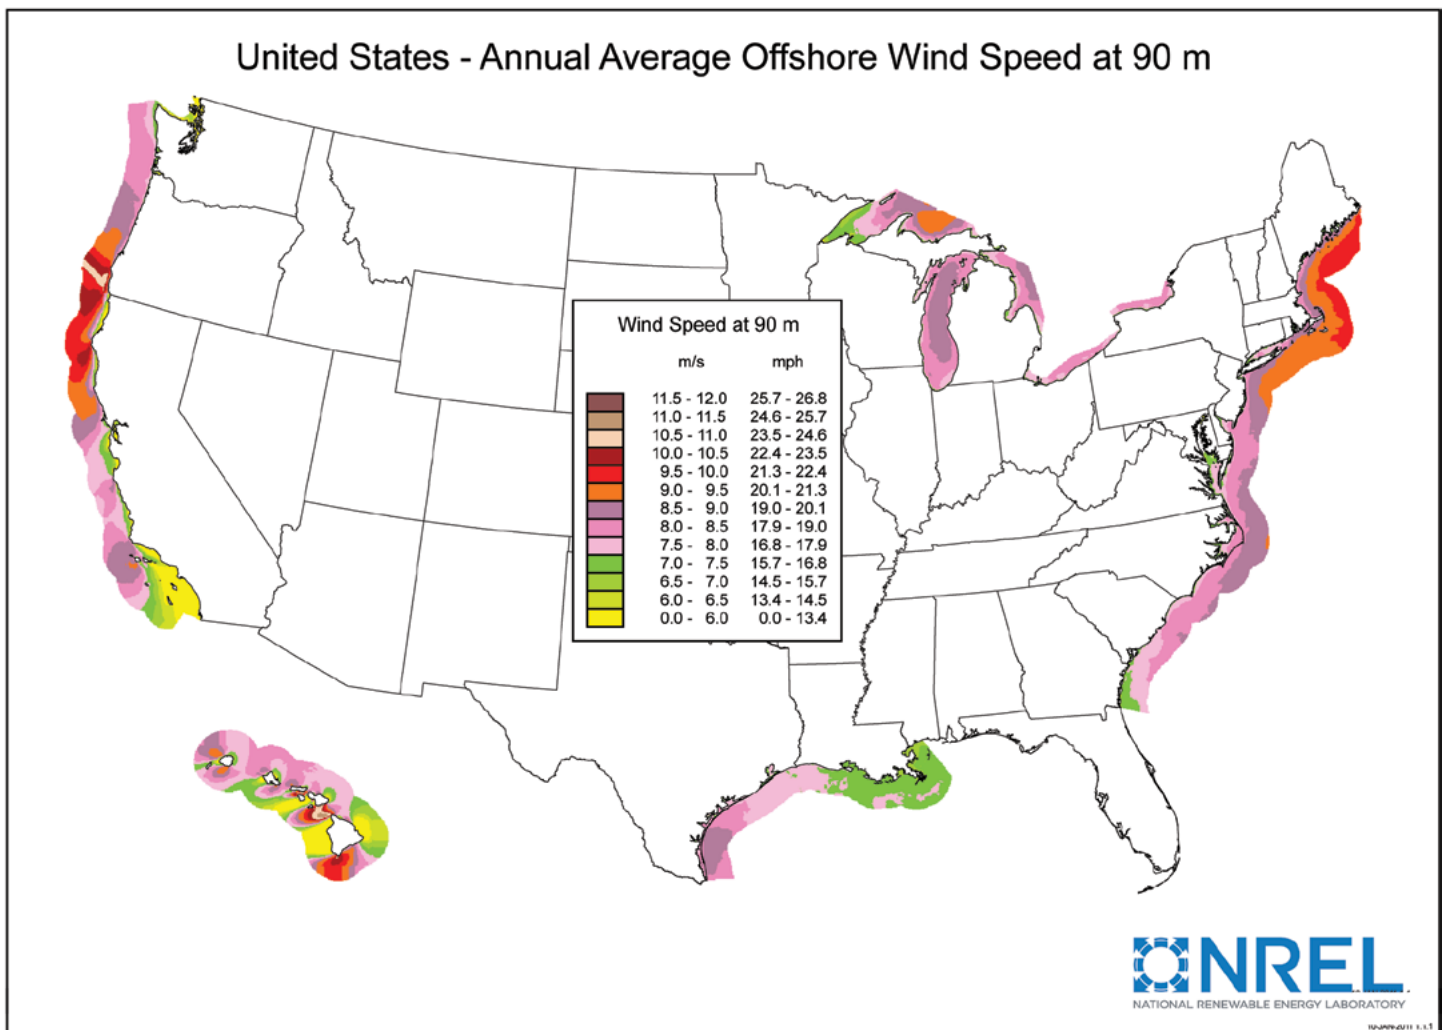 United States - Annual Average Offshore Wind Speed at 90 m
Wind Speed at 90 m
m/s mph
11.5 - 12.0 25.7 - 26.8
11.0 - 11.5 24.6 - 25.7
10.5 - 11.0 23.5 - 24.6
10.0 - 10.5 22.4 - 23.5
9.5 - 10.0 21.3 - 22.4
9.0 - 9.5 20.1 - 21.3
8.5 - 9.0 19.0 - 20.1
8.0 - 8.5 17.9 - 19.0
7.5 - 8.0 16.8 - 17.9
7.0 - 7.5 15.7 - 16.8
6.5 - 7.0 14.5 - 15.7
6.0 - 6.5 13.4 - 14.5
0.0 - 6.0 0.0 - 13.4
NREL
NATIONAL RENEWABLE ENERGY LABORATORY